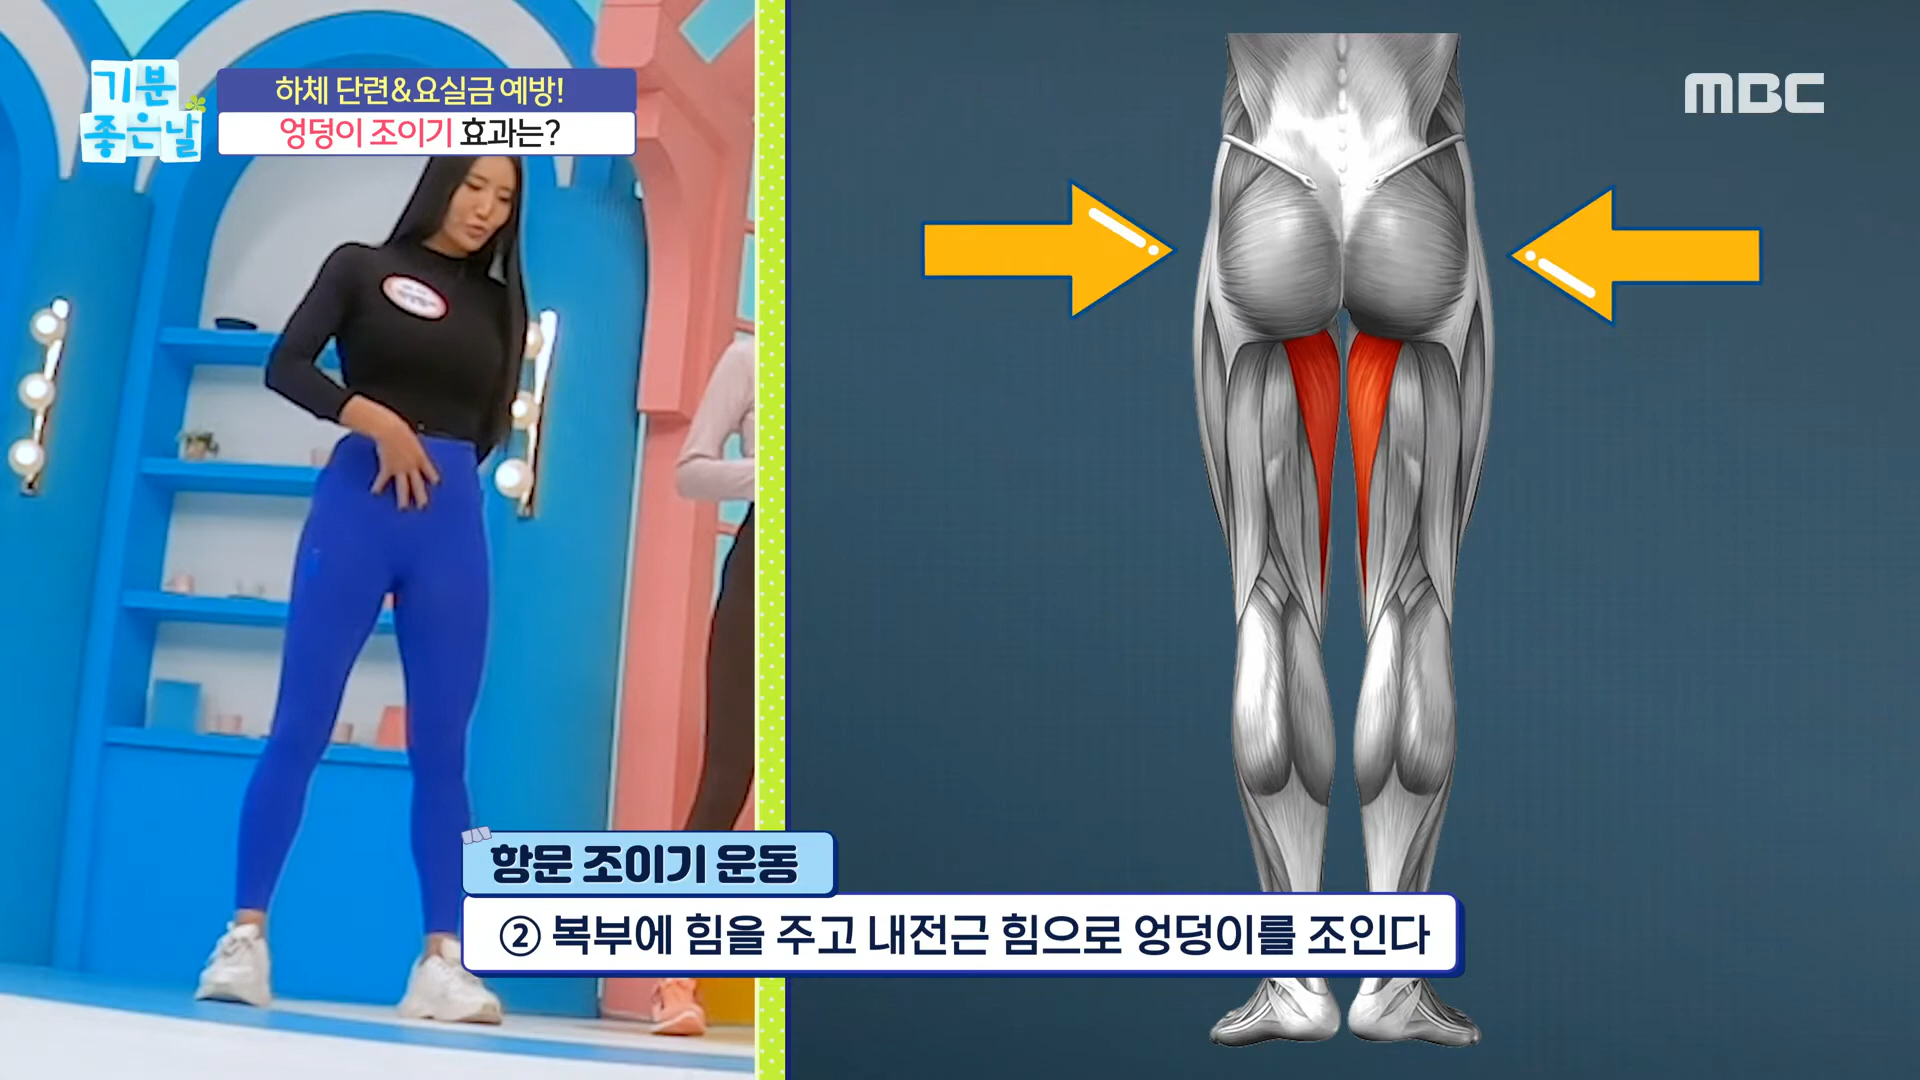 기분
좋은날
하체 단련&요실금 예방!
엉덩이 조이기 효과는?
MBC
항문 조이기 운동
② 복부에 힘을 주고 내전근 힘으로 엉덩이를 조인다